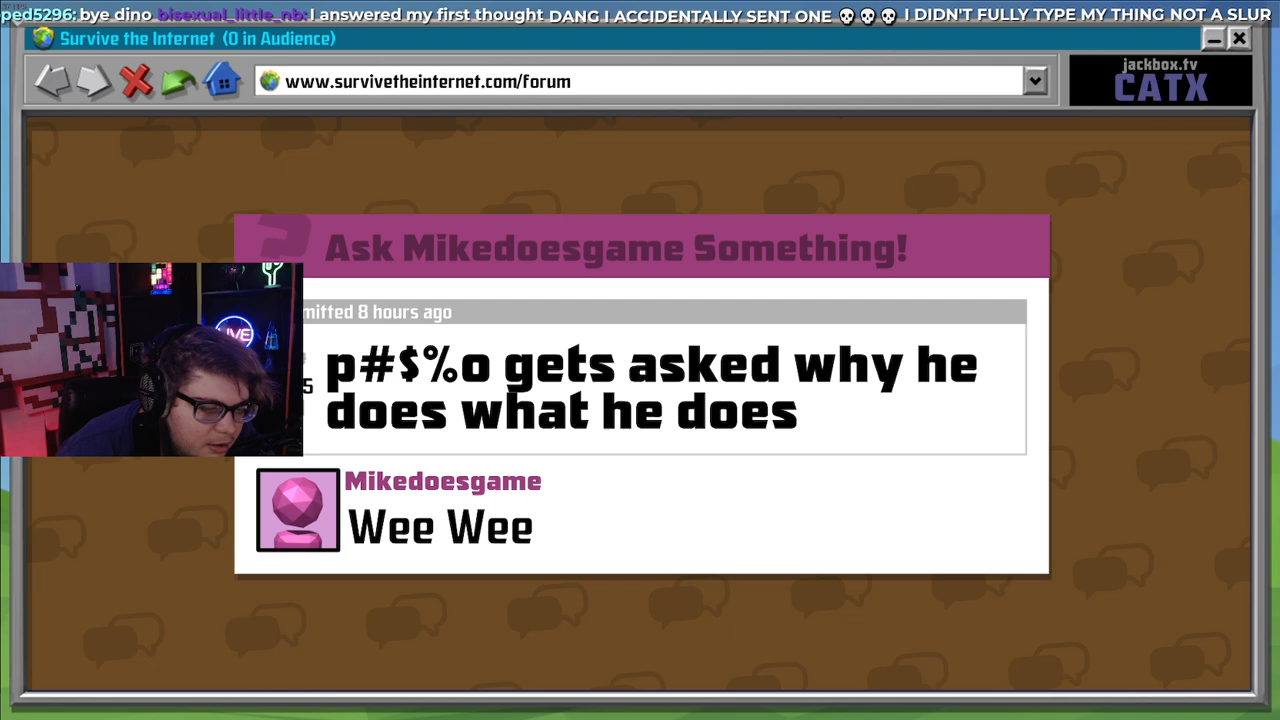 ped5296: bye dino bisexual_little_nb: I answered my first thought DANG I ACCIDENTALLY SENT ONE 💀💀💀 I DIDN'T FULLY TYPE MY THING NOT A SLUR
Survive the Internet (0 in Audience)
www.survivetheinternet.com/forum
jackbox.tv
CATX
Ask Mikedoesgame Something!
mitted 8 hours ago
5
p#$%o gets asked why he
does what he does
Mikedoesgame
Wee Wee
LIVE